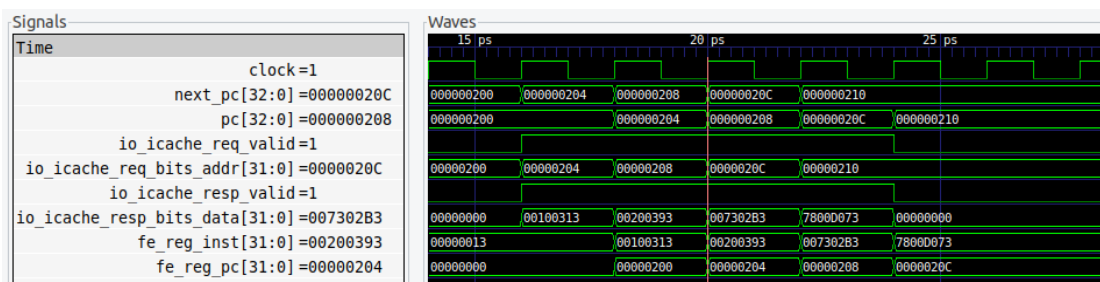 Signals Waves
Time 15 ps 20 ps 25 ps
clock =1
next_pc[32:0] =00000020C 000000200 000000204 000000208 00000020C 000000210
pc[32:0] =000000208 000000200 000000204 000000208 00000020C 000000210
io_icache_req_valid =1
io_icache_req_bits_addr[31:0] =0000020C 00000200 00000204 00000208 0000020C 00000210
io_icache_resp_valid =1
io_icache_resp_bits_data[31:0] =007302B3 00000000 00100313 00200393 007302B3 7800D073 00000000
fe_reg_inst[31:0] =00200393 00000013 00100313 00200393 007302B3 7800D073
fe_reg_pc[31:0] =00000204 00000000 00000200 00000204 00000208 0000020C